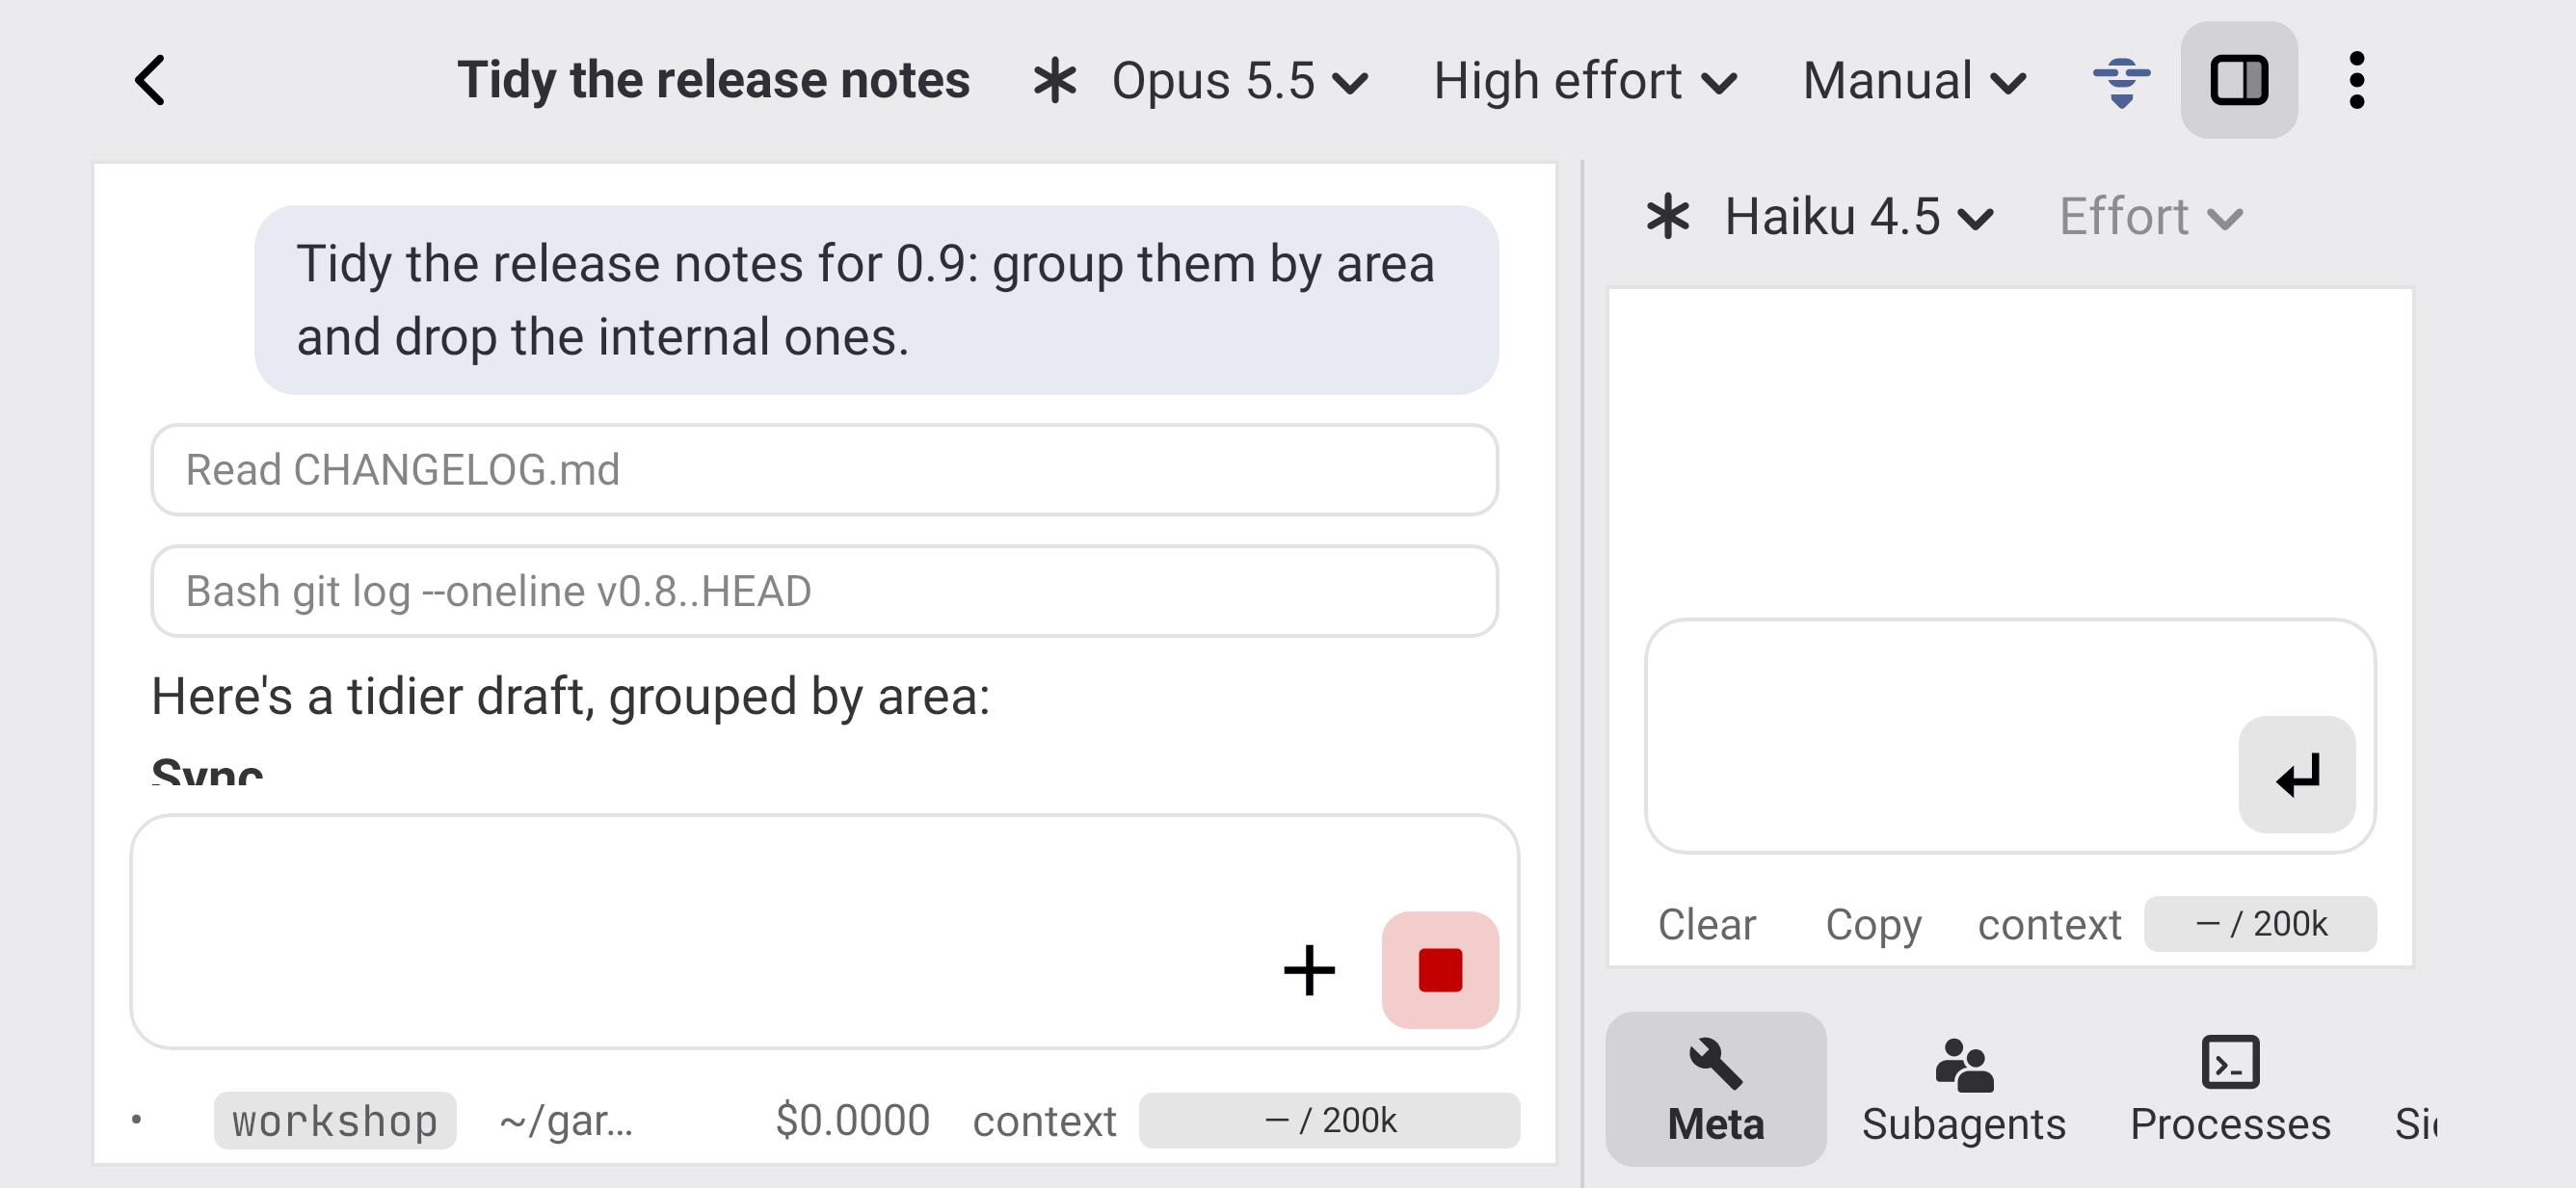 Tidy the release notes
Opus 5.5
High effort
Manual
Tidy the release notes for 0.9: group them by area
and drop the internal ones.
Read CHANGELOG.md
Bash git log --oneline v0.8..HEAD
Here's a tidier draft, grouped by area:
Sync
workshop
~/gar…
$0.0000
context
— / 200k
Haiku 4.5
Effort
Clear
Copy
context
— / 200k
Meta
Subagents
Processes